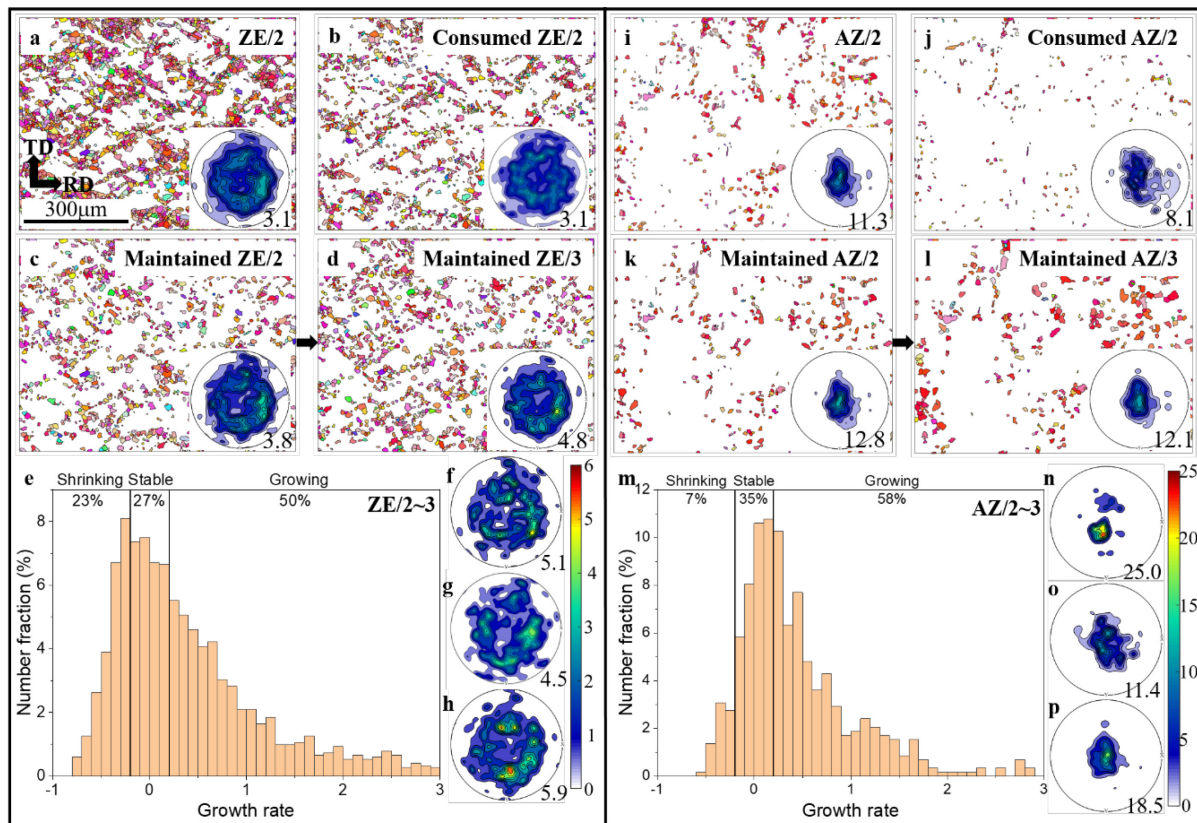 a ZE/2
TD
RD
300μm
3.1
b Consumed ZE/2
3.1
c Maintained ZE/2
3.8
d Maintained ZE/3
4.8
e Shrinking Stable Growing
23% 27% 50%
ZE/2~3
Number fraction (%)
8
6
4
2
0
-1 0 1 2 3
Growth rate
f
5.1
g
4.5
h
5.9
6
5
4
3
2
1
0
i AZ/2
11.3
j Consumed AZ/2
8.1
k Maintained AZ/2
12.8
l Maintained AZ/3
12.1
m Shrinking Stable Growing
7% 35% 58%
AZ/2~3
Number fraction (%)
12
10
8
6
4
2
0
-1 0 1 2 3
Growth rate
n
25.0
o
11.4
p
18.5
25
20
15
10
5
0